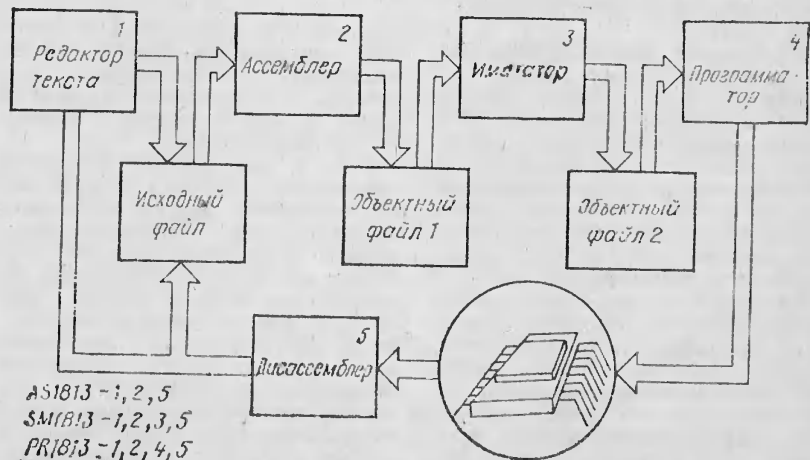 1
Редактор
текста
2
Ассемблер
3
Имитатор
4
Программа-
тор
Исходный
файл
Объектный
файл 1
Объектный
файл 2
5
Дисассемблер
AS1813-1,2,5
SM1813-1,2,3,5
PR1813-1,2,4,5